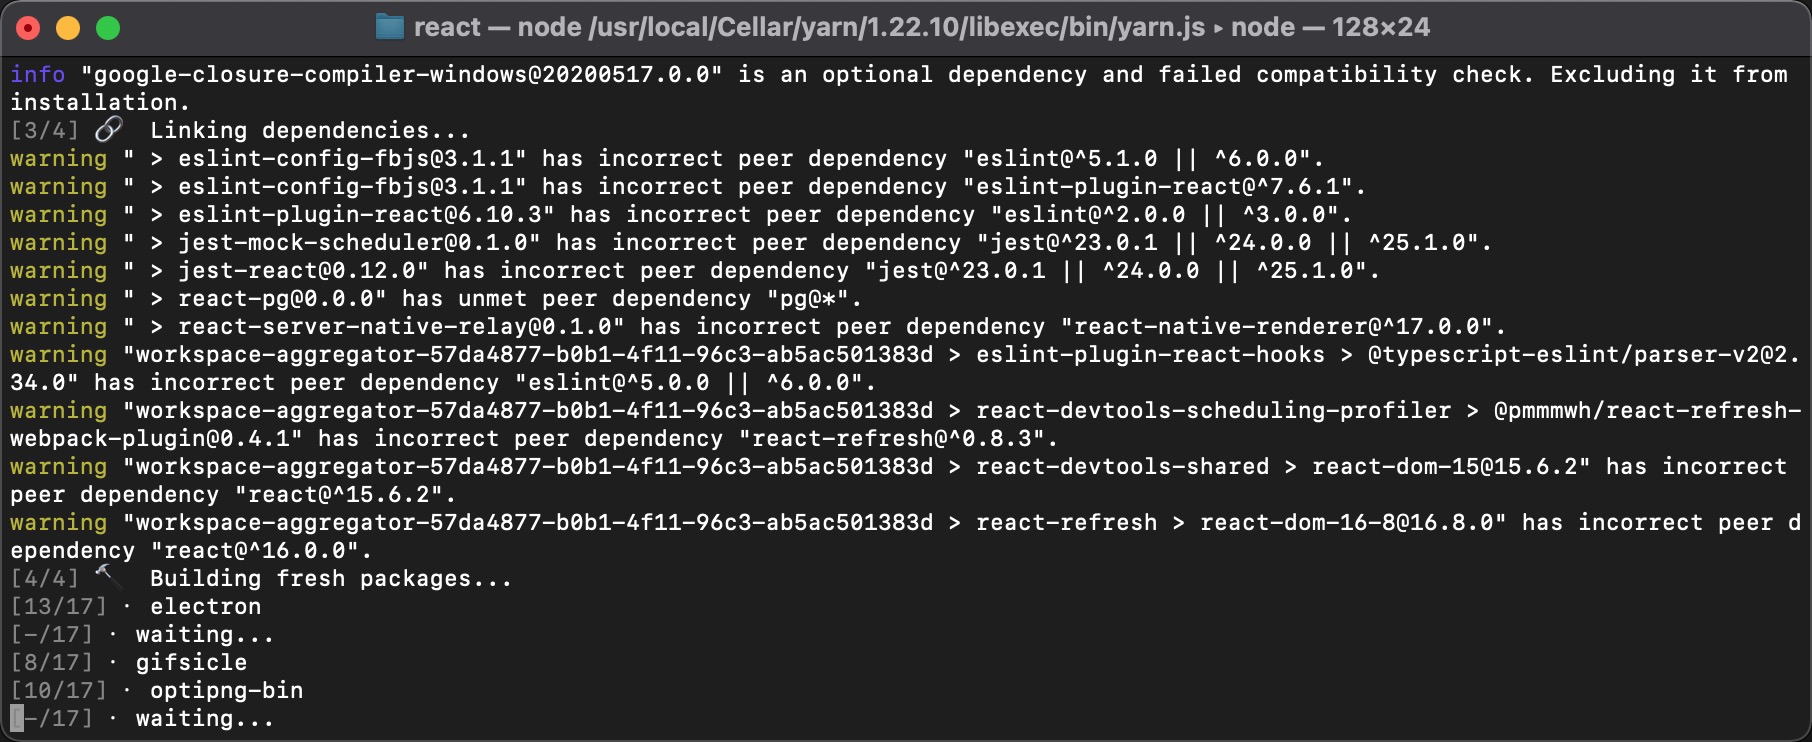 react — node /usr/local/Cellar/yarn/1.22.10/libexec/bin/yarn.js ▸ node — 128×24
info "google-closure-compiler-windows@20200517.0.0" is an optional dependency and failed compatibility check. Excluding it from
installation.
[3/4] 🔗  Linking dependencies...
warning " > eslint-config-fbjs@3.1.1" has incorrect peer dependency "eslint@^5.1.0 || ^6.0.0".
warning " > eslint-config-fbjs@3.1.1" has incorrect peer dependency "eslint-plugin-react@^7.6.1".
warning " > eslint-plugin-react@6.10.3" has incorrect peer dependency "eslint@^2.0.0 || ^3.0.0".
warning " > jest-mock-scheduler@0.1.0" has incorrect peer dependency "jest@^23.0.1 || ^24.0.0 || ^25.1.0".
warning " > jest-react@0.12.0" has incorrect peer dependency "jest@^23.0.1 || ^24.0.0 || ^25.1.0".
warning " > react-pg@0.0.0" has unmet peer dependency "pg@*".
warning " > react-server-native-relay@0.1.0" has incorrect peer dependency "react-native-renderer@^17.0.0".
warning "workspace-aggregator-57da4877-b0b1-4f11-96c3-ab5ac501383d > eslint-plugin-react-hooks > @typescript-eslint/parser-v2@2.
34.0" has incorrect peer dependency "eslint@^5.0.0 || ^6.0.0".
warning "workspace-aggregator-57da4877-b0b1-4f11-96c3-ab5ac501383d > react-devtools-scheduling-profiler > @pmmmwh/react-refresh-
webpack-plugin@0.4.1" has incorrect peer dependency "react-refresh@^0.8.3".
warning "workspace-aggregator-57da4877-b0b1-4f11-96c3-ab5ac501383d > react-devtools-shared > react-dom-15@15.6.2" has incorrect
peer dependency "react@^15.6.2".
warning "workspace-aggregator-57da4877-b0b1-4f11-96c3-ab5ac501383d > react-refresh > react-dom-16-8@16.8.0" has incorrect peer d
ependency "react@^16.0.0".
[4/4] 🔨  Building fresh packages...
[13/17] · electron
[-/17] · waiting...
[8/17] · gifsicle
[10/17] · optipng-bin
[-/17] · waiting...